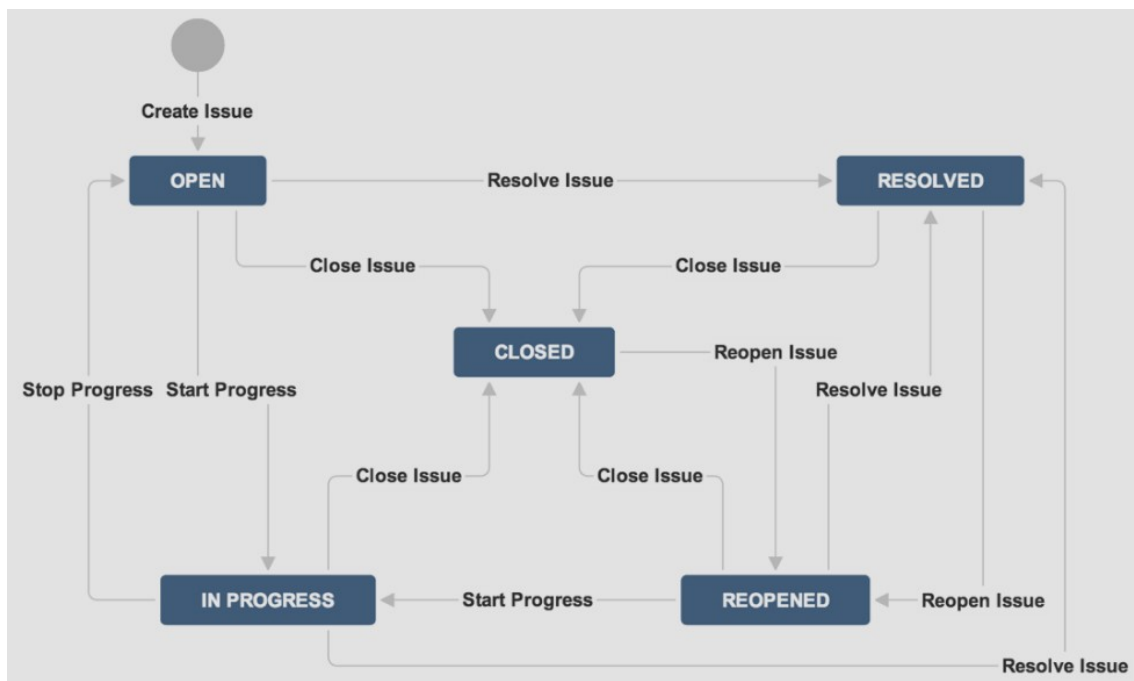 Create Issue
OPEN
Resolve Issue
RESOLVED
Close Issue
Close Issue
CLOSED
Reopen Issue
Stop Progress
Start Progress
Resolve Issue
Close Issue
Close Issue
IN PROGRESS
Start Progress
REOPENED
Reopen Issue
Resolve Issue